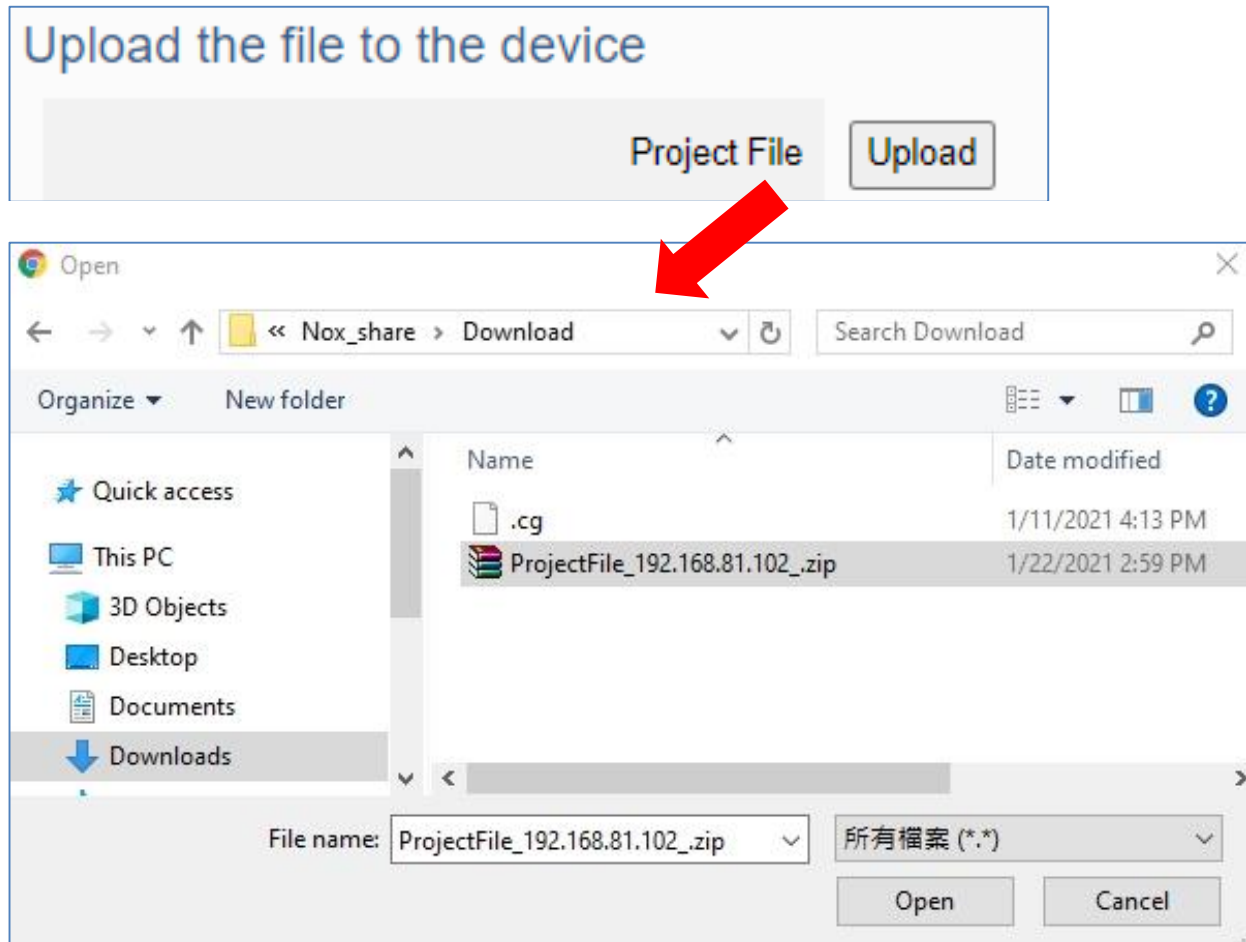 Upload the file to the device
Project File Upload
Open
« Nox_share › Download Search Download
Organize New folder
Name Date modified
Quick access
.cg 1/11/2021 4:13 PM
This PC
ProjectFile_192.168.81.102_.zip 1/22/2021 2:59 PM
3D Objects
Desktop
Documents
Downloads
File name: ProjectFile_192.168.81.102_.zip 所有檔案 (*.*)
Open Cancel